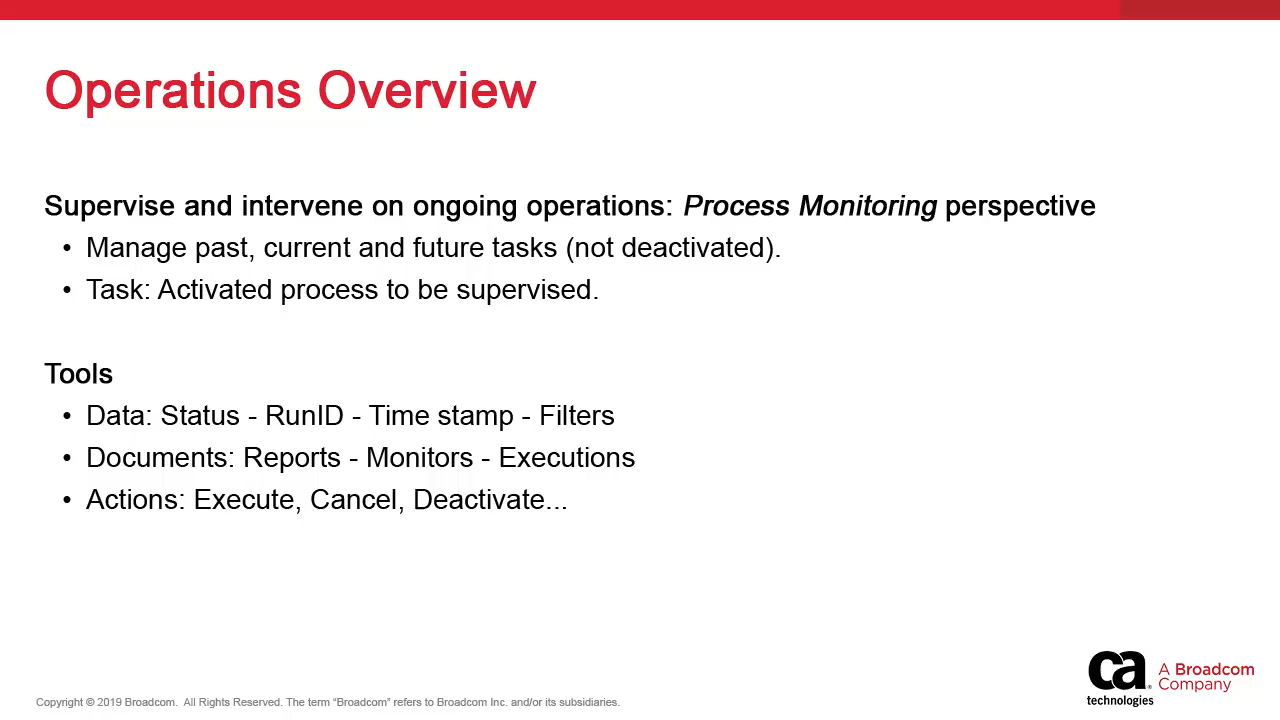 Operations Overview
Supervise and intervene on ongoing operations: Process Monitoring perspective
• Manage past, current and future tasks (not deactivated).
• Task: Activated process to be supervised.
Tools
• Data: Status - RunID - Time stamp - Filters
• Documents: Reports - Monitors - Executions
• Actions: Execute, Cancel, Deactivate...
Copyright © 2019 Broadcom. All Rights Reserved. The term “Broadcom” refers to Broadcom Inc. and/or its subsidiaries.
ca
technologies
A Broadcom
Company